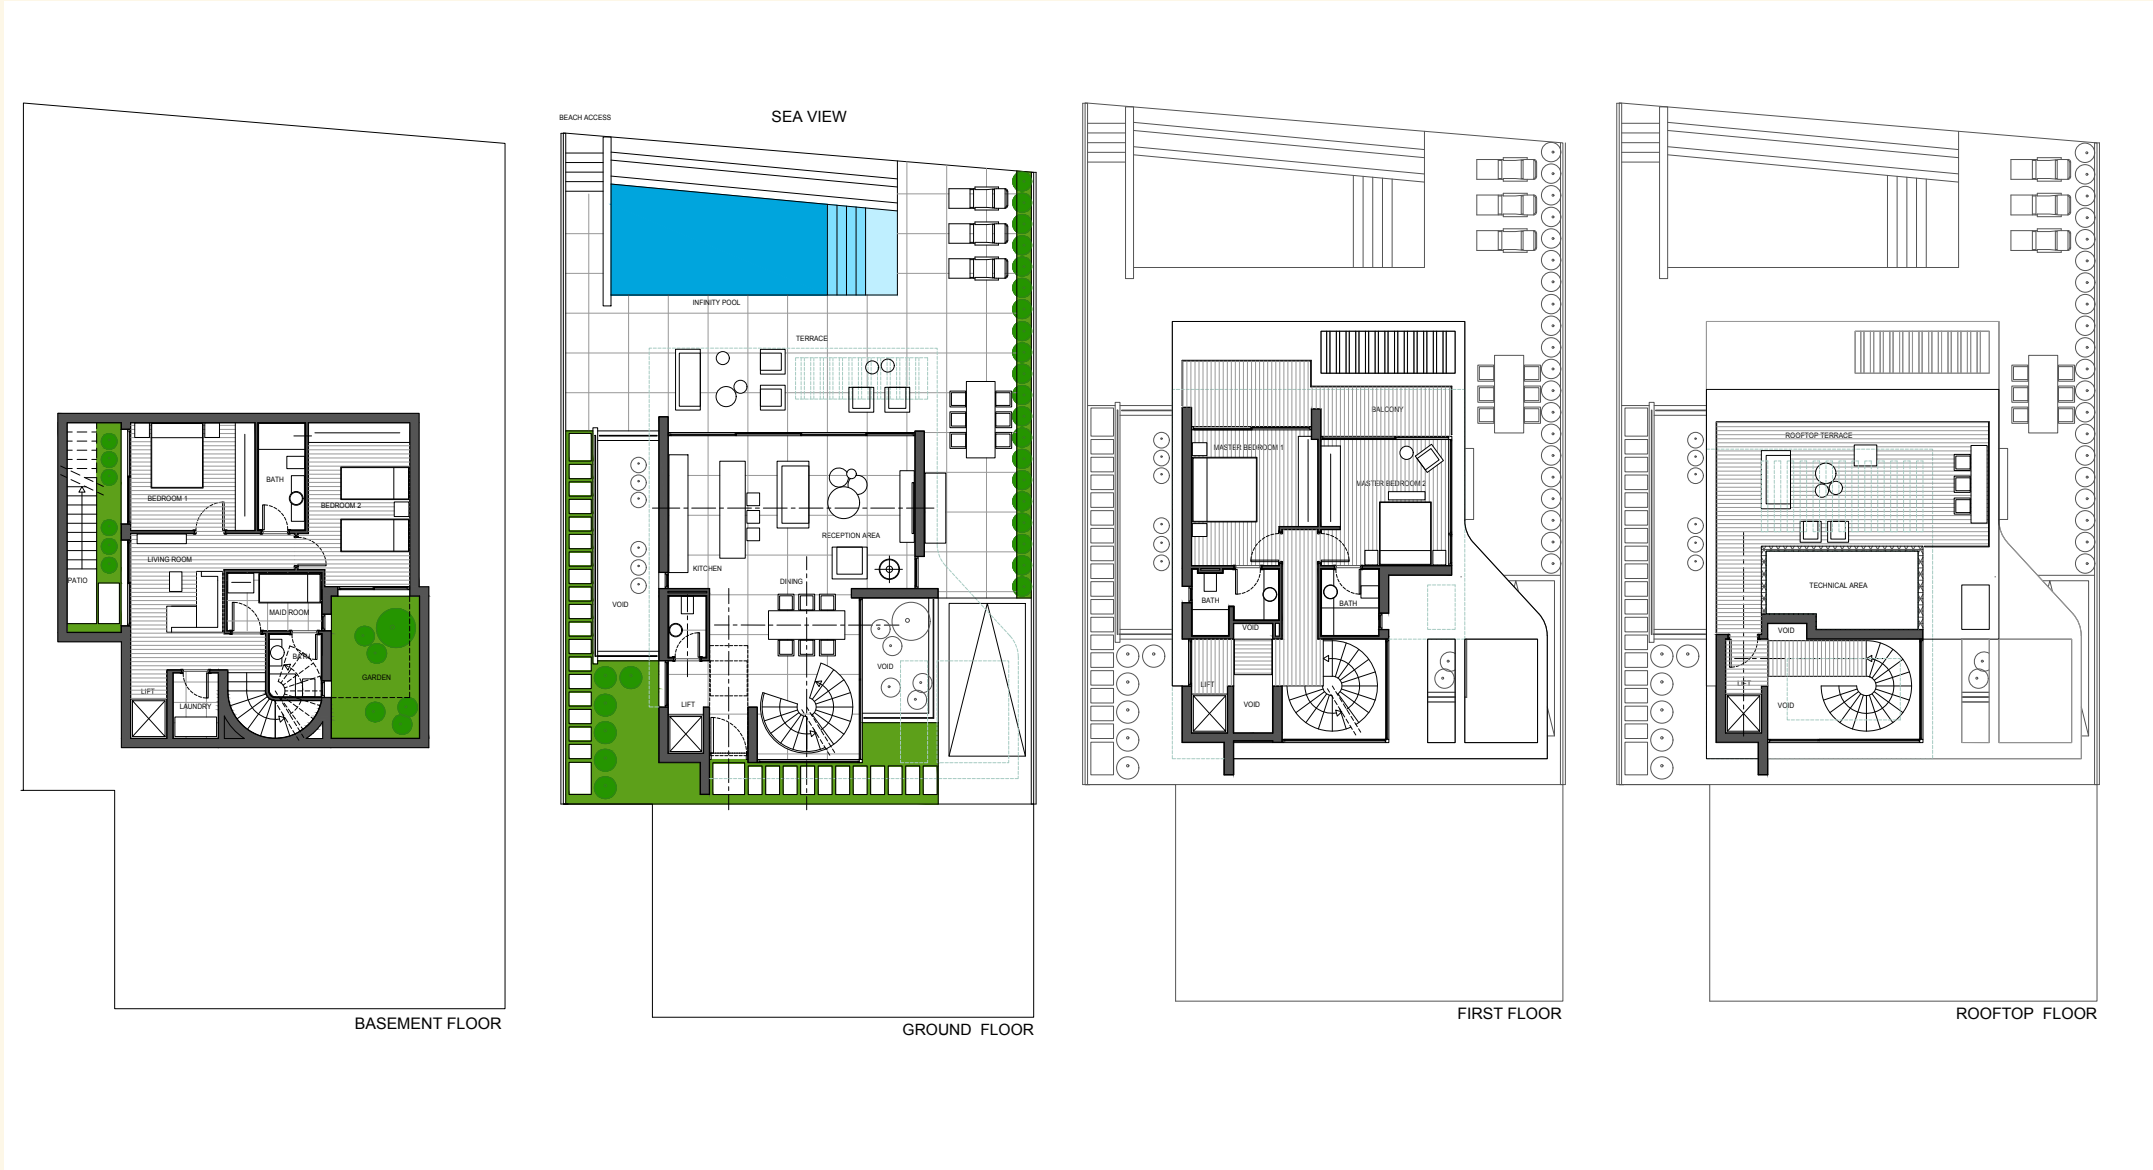 BEDROOM 1
BATH
BEDROOM 2
LIVING ROOM
PATIO
MAID ROOM
BATH
GARDEN
LIFT
LAUNDRY
BASEMENT FLOOR
BEACH ACCESS
SEA VIEW
INFINITY POOL
TERRACE
RECEPTION AREA
KITCHEN
DINING
VOID
VOID
LIFT
GROUND FLOOR
BALCONY
MASTER BEDROOM 1
MASTER BEDROOM 2
BATH
BATH
VOID
LIFT
VOID
FIRST FLOOR
ROOFTOP TERRACE
TECHNICAL AREA
VOID
LIFT
VOID
ROOFTOP FLOOR